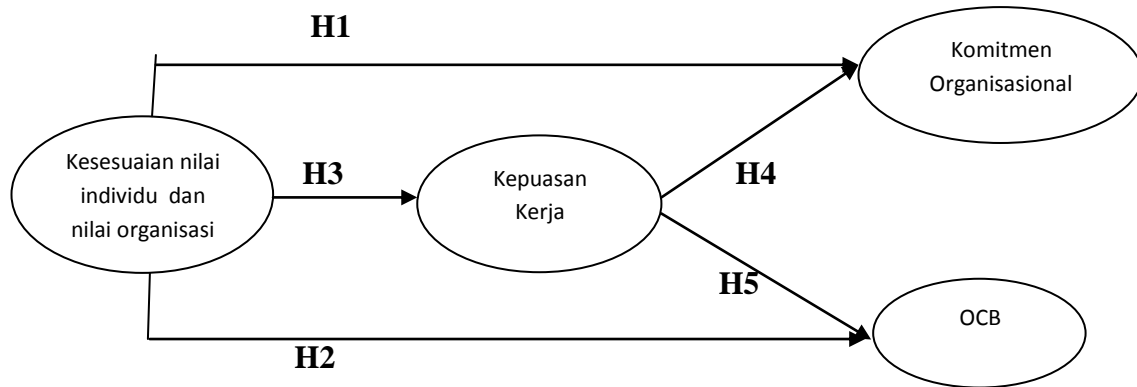 H1
Komitmen
Organisasional
Kesesuaian nilai
individu dan
nilai organisasi
H3
Kepuasan
Kerja
H4
H5
OCB
H2